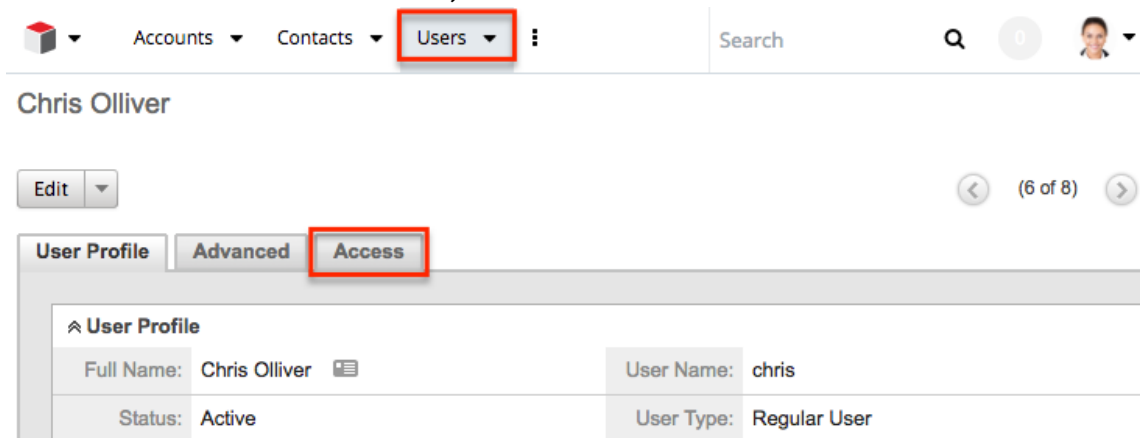 Accounts Contacts Users Search 0
Chris Olliver
Edit (6 of 8)
User Profile Advanced Access
User Profile
Full Name: Chris Olliver User Name: chris
Status: Active User Type: Regular User